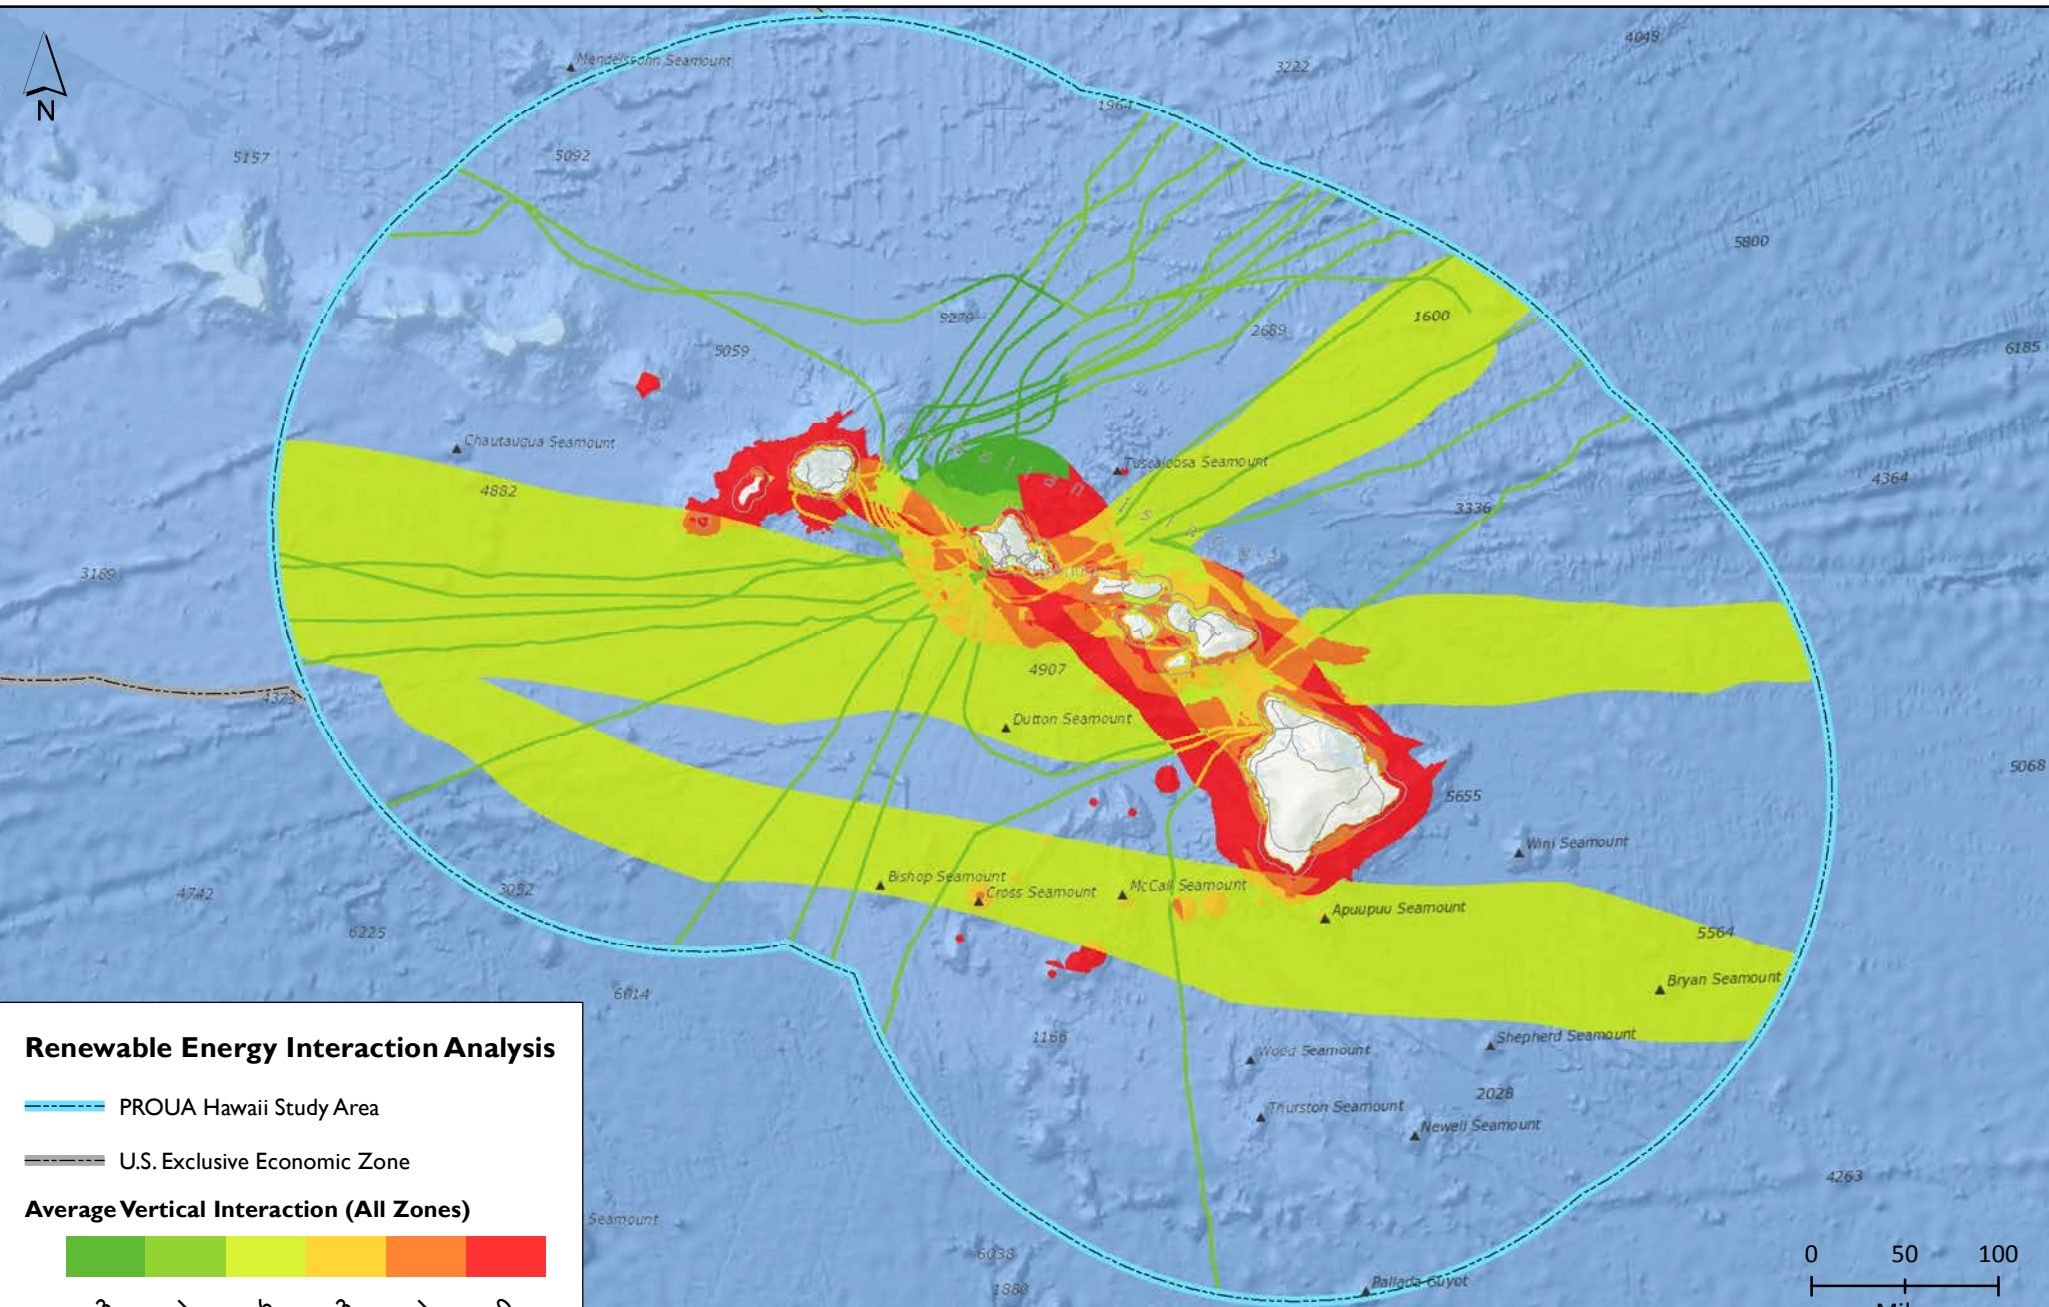 4048
Mendelssohn Seamount
3222
N
1964
5157
5092
5800
1600
5279
2689
6185
5059
Chautauqua Seamount
Tuscaloosa Seamount
4882
4364
3336
3189
4907
4373
Dutton Seamount
5068
5655
Wini Seamount
Bishop Seamount
4742
3052
Cross Seamount
McCall Seamount
Apuupuu Seamount
6225
5564
Bryan Seamount
6014
1166
Shepherd Seamount
Wood Seamount
Renewable Energy Interaction Analysis
2028
PROUA Hawaii Study Area
Thurston Seamount
Newell Seamount
U.S. Exclusive Economic Zone
4263
Average Vertical Interaction (All Zones)
Seamount
6038
0 50 100
Pallada Guyot
1880